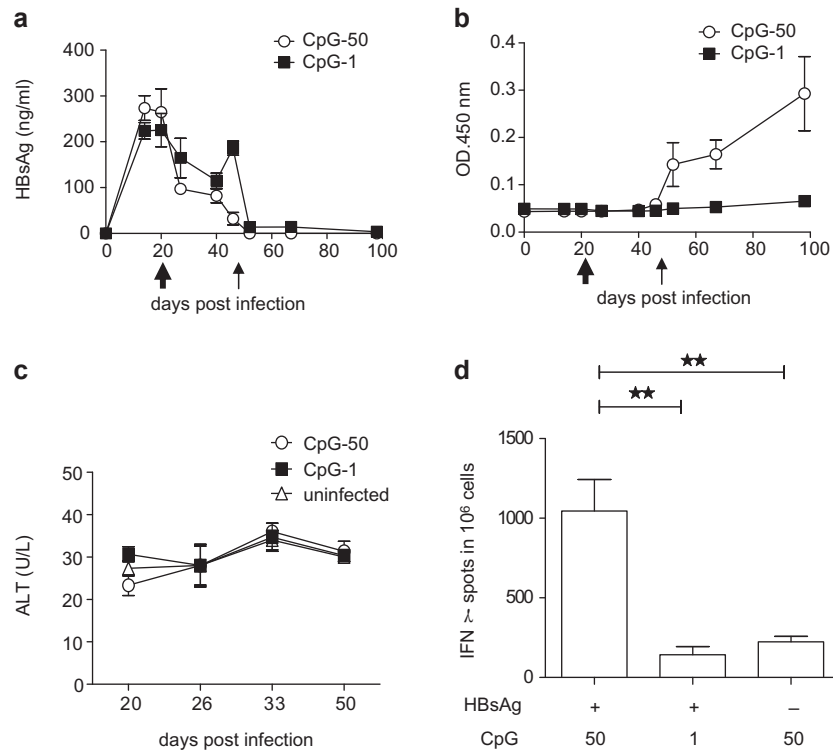 a
CpG-50
CpG-1
HBsAg (ng/ml)
400
300
200
100
0
0 20 40 60 80 100
days post infection
b
CpG-50
CpG-1
OD.450 nm
0.4
0.3
0.2
0.1
0.0
0 20 40 60 80 100
days post infection
c
CpG-50
CpG-1
uninfected
ALT (U/L)
50
40
30
20
10
0
20 26 33 50
days post infection
d
★★
★★
IFN γ- spots in 10⁶ cells
1500
1000
500
0
HBsAg + + –
CpG 50 1 50